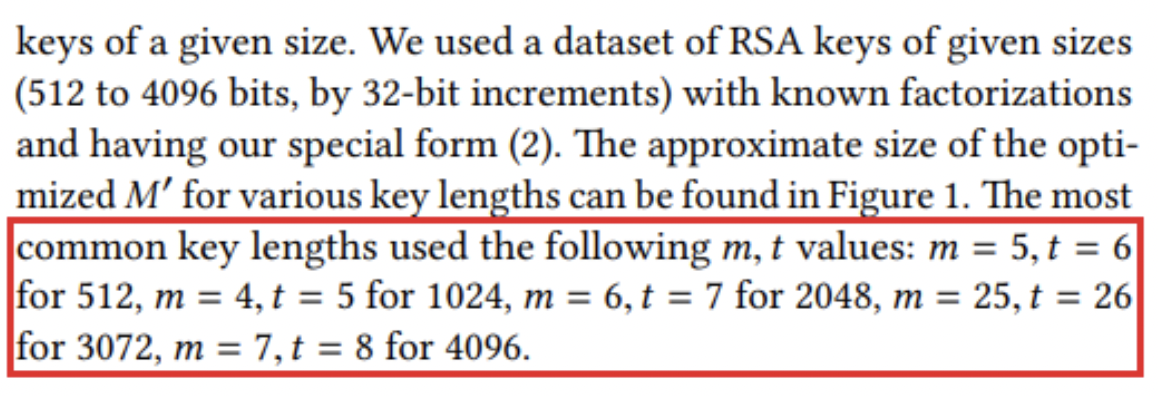 keys of a given size. We used a dataset of RSA keys of given sizes
(512 to 4096 bits, by 32-bit increments) with known factorizations
and having our special form (2). The approximate size of the opti-
mized M′ for various key lengths can be found in Figure 1. The most
common key lengths used the following m, t values: m = 5, t = 6
for 512, m = 4, t = 5 for 1024, m = 6, t = 7 for 2048, m = 25, t = 26
for 3072, m = 7, t = 8 for 4096.